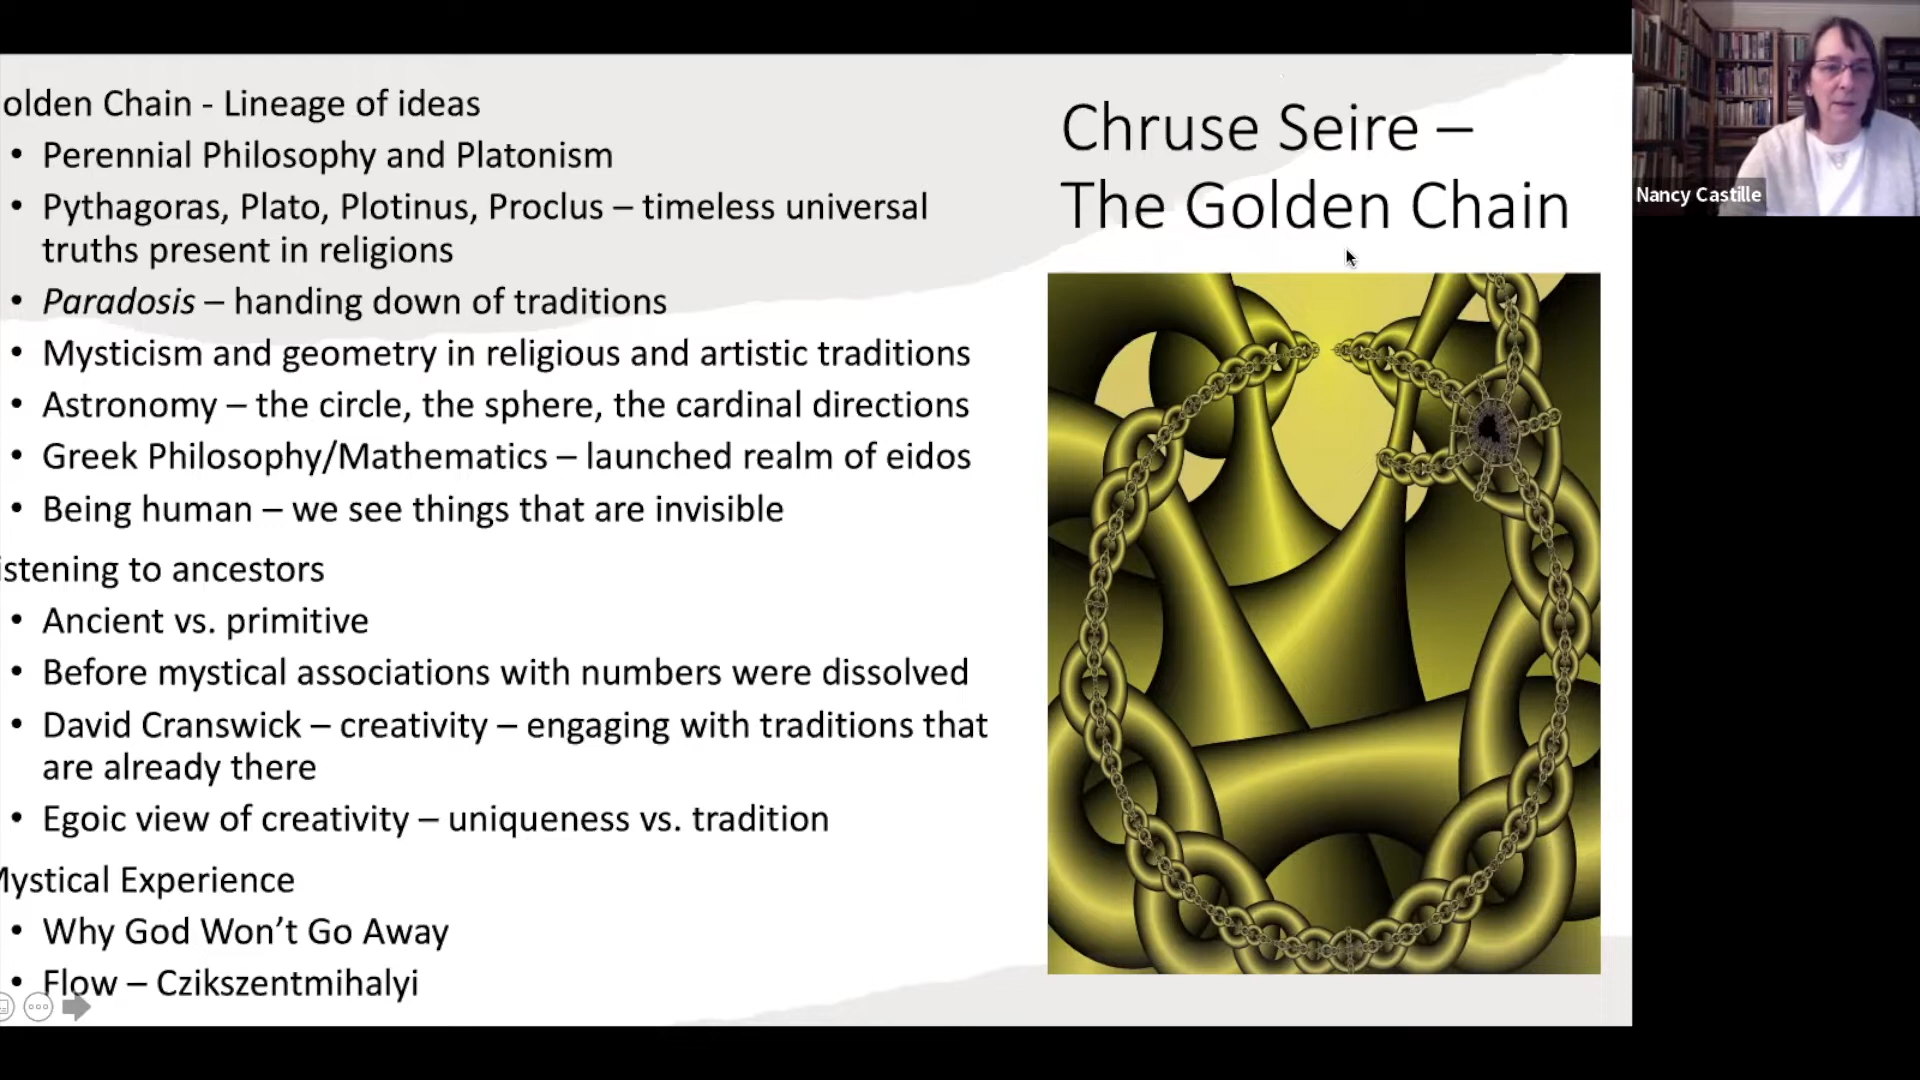 olden Chain - Lineage of ideas
• Perennial Philosophy and Platonism
• Pythagoras, Plato, Plotinus, Proclus – timeless universal
truths present in religions
• Paradosis – handing down of traditions
• Mysticism and geometry in religious and artistic traditions
• Astronomy – the circle, the sphere, the cardinal directions
• Greek Philosophy/Mathematics – launched realm of eidos
• Being human – we see things that are invisible
istening to ancestors
• Ancient vs. primitive
• Before mystical associations with numbers were dissolved
• David Cranswick – creativity – engaging with traditions that
are already there
• Egoic view of creativity – uniqueness vs. tradition
Mystical Experience
• Why God Won’t Go Away
• Flow – Czikszentmihalyi
Chruse Seire –
The Golden Chain
Nancy Castille